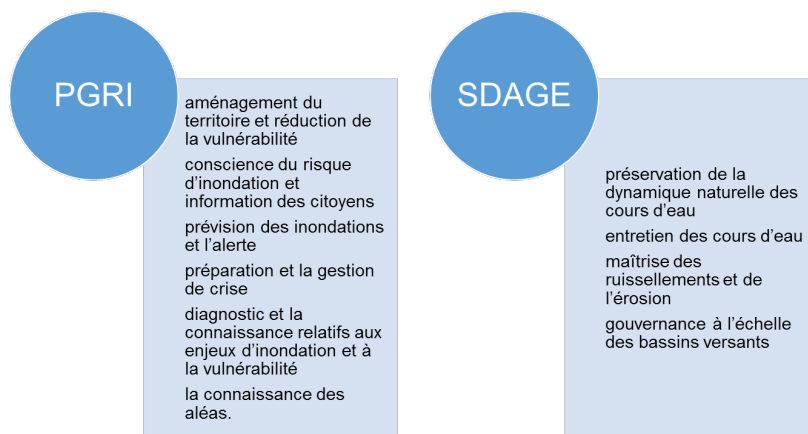 PGRI
aménagement du
territoire et réduction de
la vulnérabilité
conscience du risque
d'inondation et
information des citoyens
prévision des inondations
et l'alerte
préparation et la gestion
de crise
diagnostic et la
connaissance relatifs aux
enjeux d'inondation et à
la vulnérabilité
la connaissance des
aléas.
SDAGE
préservation de la
dynamique naturelle des
cours d'eau
entretien des cours d'eau
maîtrise des
ruissellements et de
l'érosion
gouvernance à l'échelle
des bassins versants